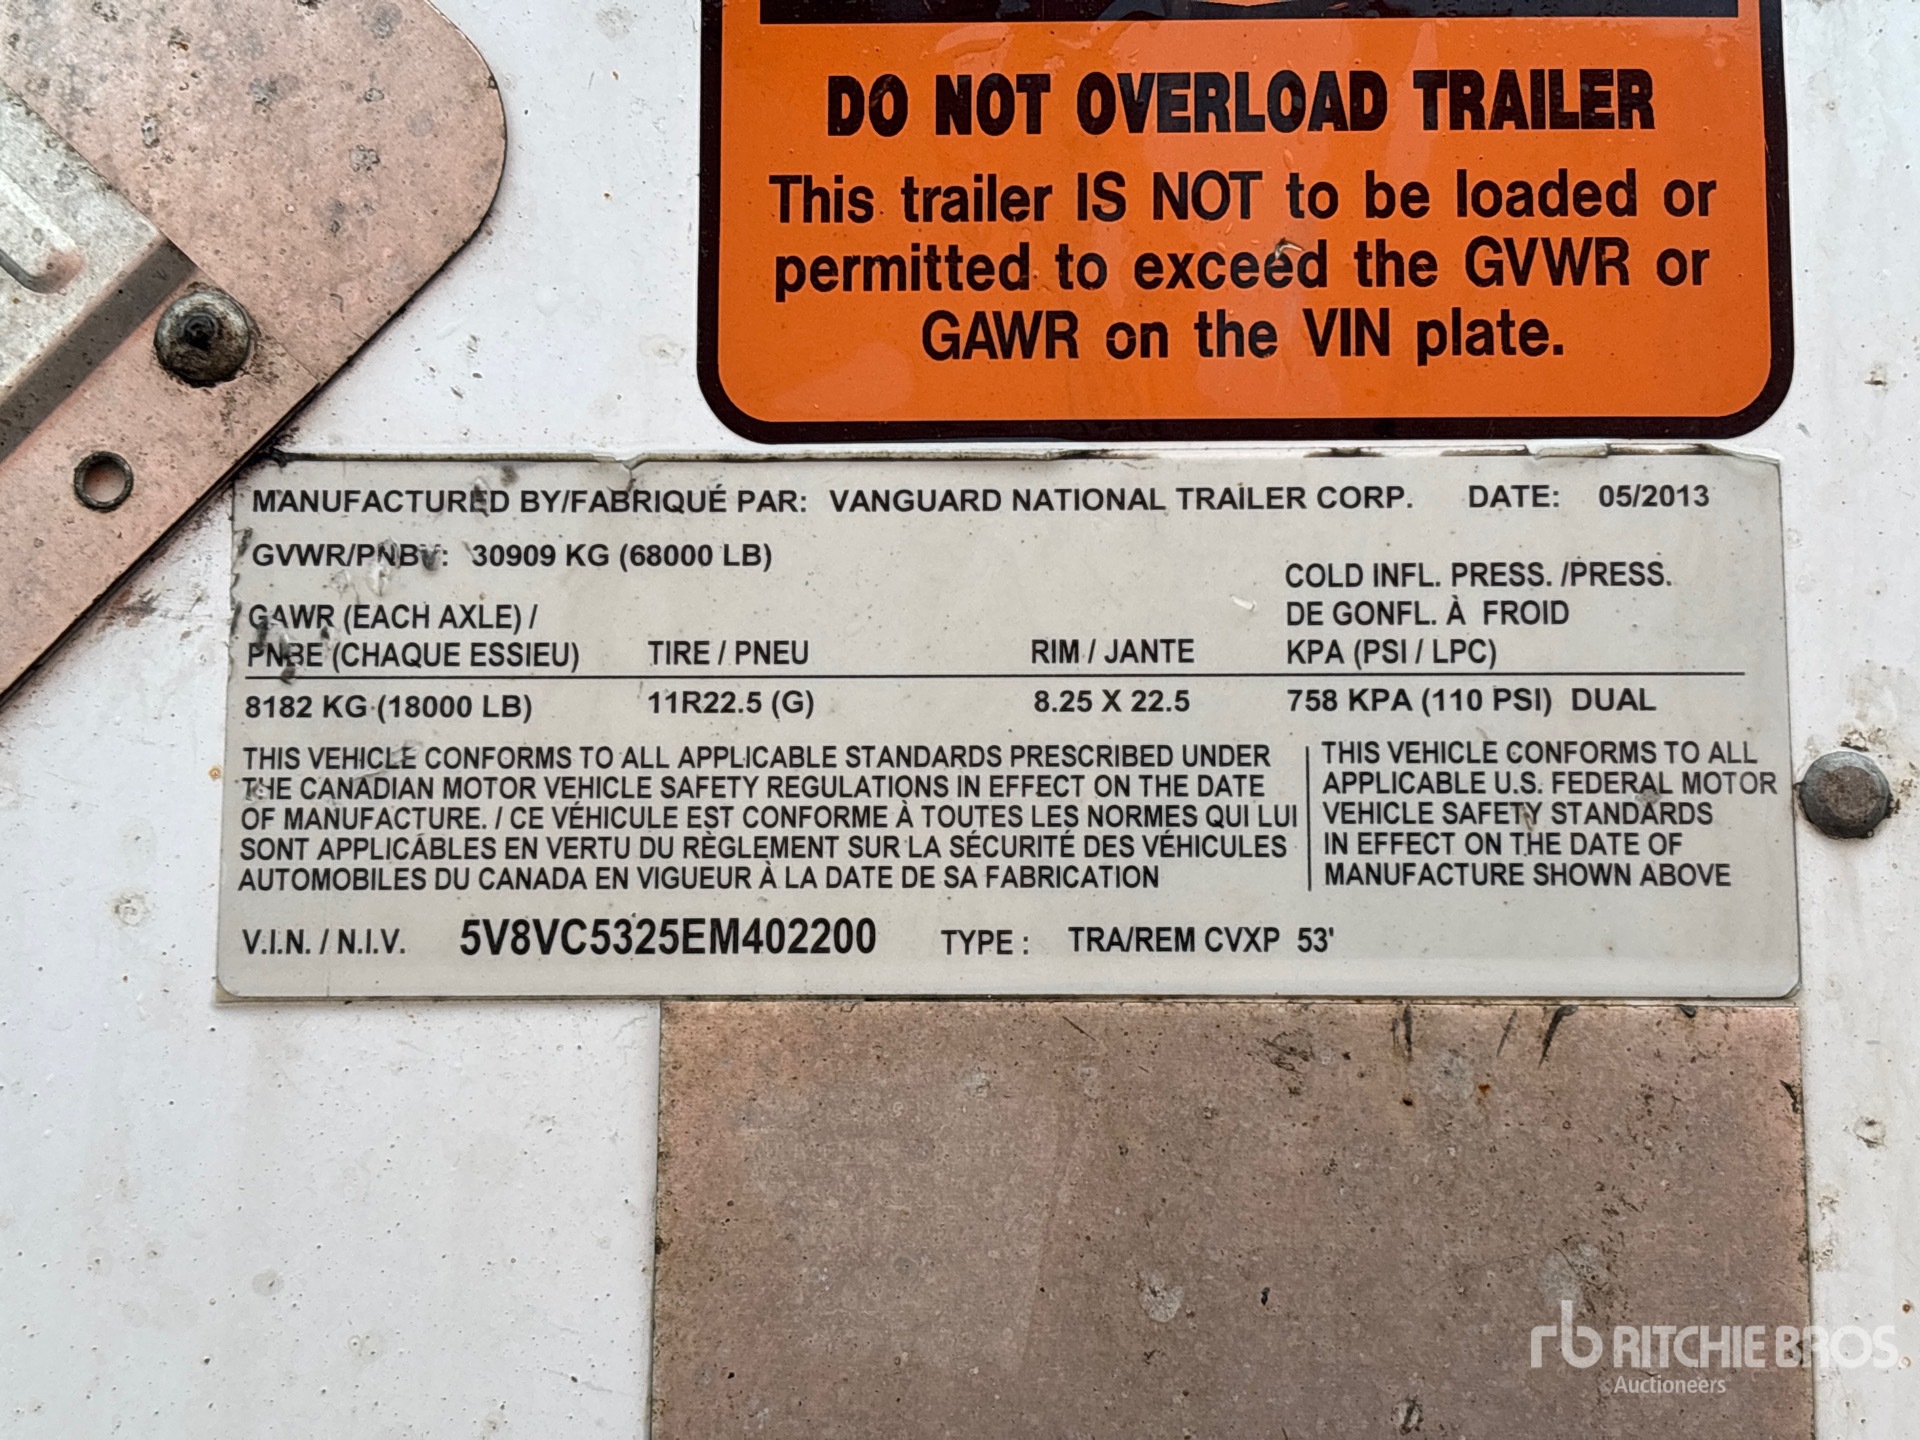 DO NOT OVERLOAD TRAILER
This trailer IS NOT to be loaded or
permitted to exceed the GVWR or
GAWR on the VIN plate.
MANUFACTURED BY/FABRIQUÉ PAR: VANGUARD NATIONAL TRAILER CORP. DATE: 05/2013
GVWR/PNBV: 30909 KG (68000 LB)
COLD INFL. PRESS. /PRESS.
GAWR (EACH AXLE) / DE GONFL. À FROID
PNBE (CHAQUE ESSIEU) TIRE / PNEU RIM / JANTE KPA (PSI / LPC)
8182 KG (18000 LB) 11R22.5 (G) 8.25 X 22.5 758 KPA (110 PSI) DUAL
THIS VEHICLE CONFORMS TO ALL APPLICABLE STANDARDS PRESCRIBED UNDER
THE CANADIAN MOTOR VEHICLE SAFETY REGULATIONS IN EFFECT ON THE DATE
OF MANUFACTURE. / CE VÉHICULE EST CONFORME À TOUTES LES NORMES QUI LUI
SONT APPLICÁBLES EN VERTU DU RÈGLEMENT SUR LA SÉCURITÉ DES VÉHICULES
AUTOMOBILES DU CANADA EN VIGUEUR À LA DATE DE SA FABRICATION
THIS VEHICLE CONFORMS TO ALL
APPLICABLE U.S. FEDERAL MOTOR
VEHICLE SAFETY STANDARDS
IN EFFECT ON THE DATE OF
MANUFACTURE SHOWN ABOVE
V.I.N. / N.I.V. 5V8VC5325EM402200 TYPE : TRA/REM CVXP 53'
rb RITCHIE BROS
Auctioneers